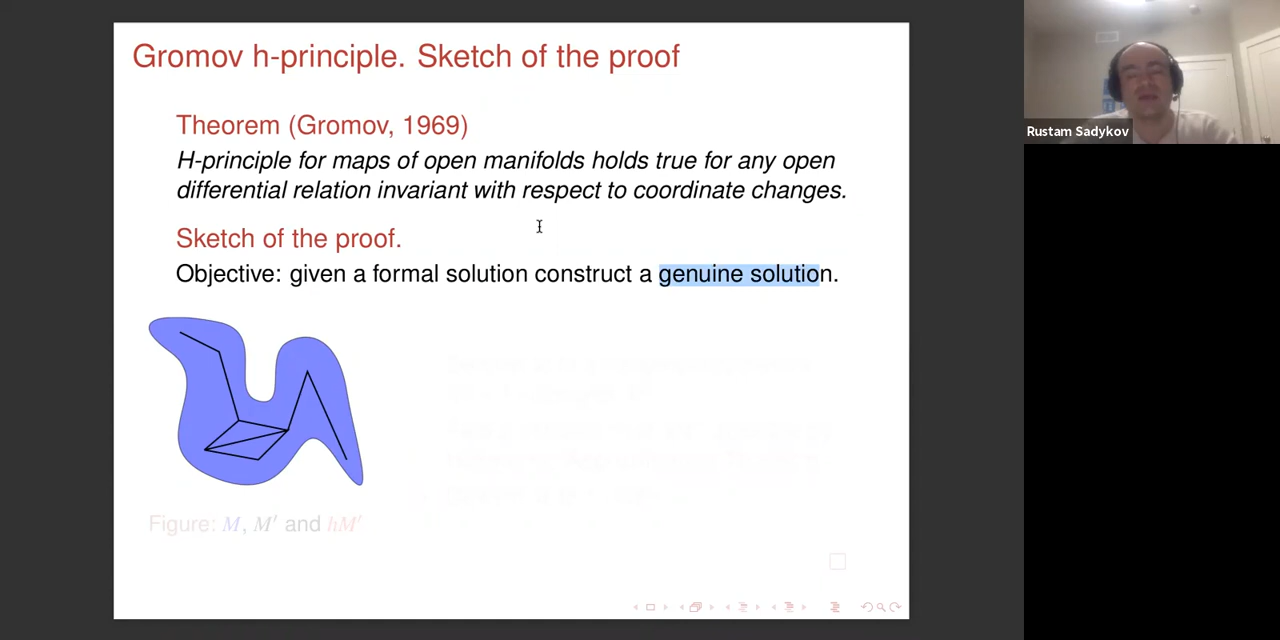 Gromov h-principle. Sketch of the proof
Theorem (Gromov, 1969)
H-principle for maps of open manifolds holds true for any open
differential relation invariant with respect to coordinate changes.
Sketch of the proof.
Objective: given a formal solution construct a genuine solution.
Figure: M, M′ and hM′
Rustam Sadykov